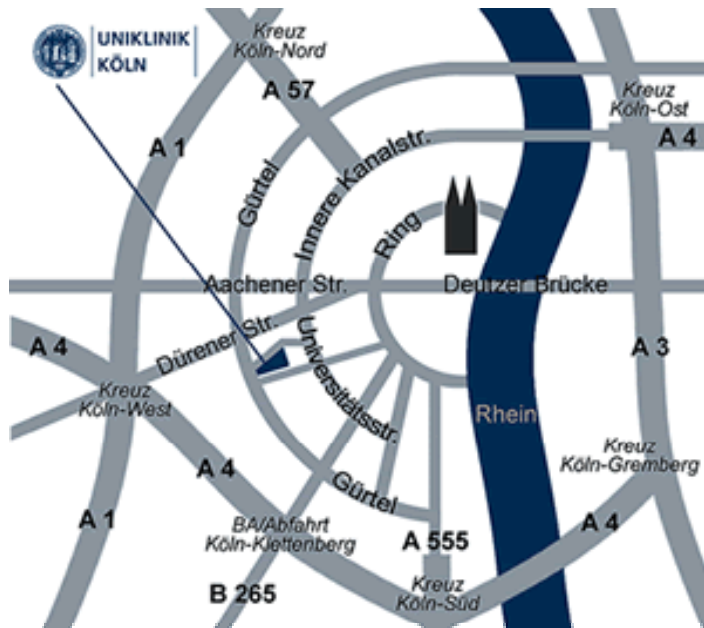 UNIKLINIK
KÖLN
Kreuz
Köln-Nord
A 57
Kreuz
Köln-Ost
A 4
A 1
Gürtel
Innere Kanalstr.
Ring
Aachener Str.
Deutzer Brücke
Dürener Str.
A 4
Universitätsstr.
A 3
Kreuz
Köln-West
Rhein
Kreuz
Köln-Gremberg
A 4
Gürtel
A 1
BA/Abfahrt
Köln-Klettenberg
A 555
A 4
B 265
Kreuz
Köln-Süd